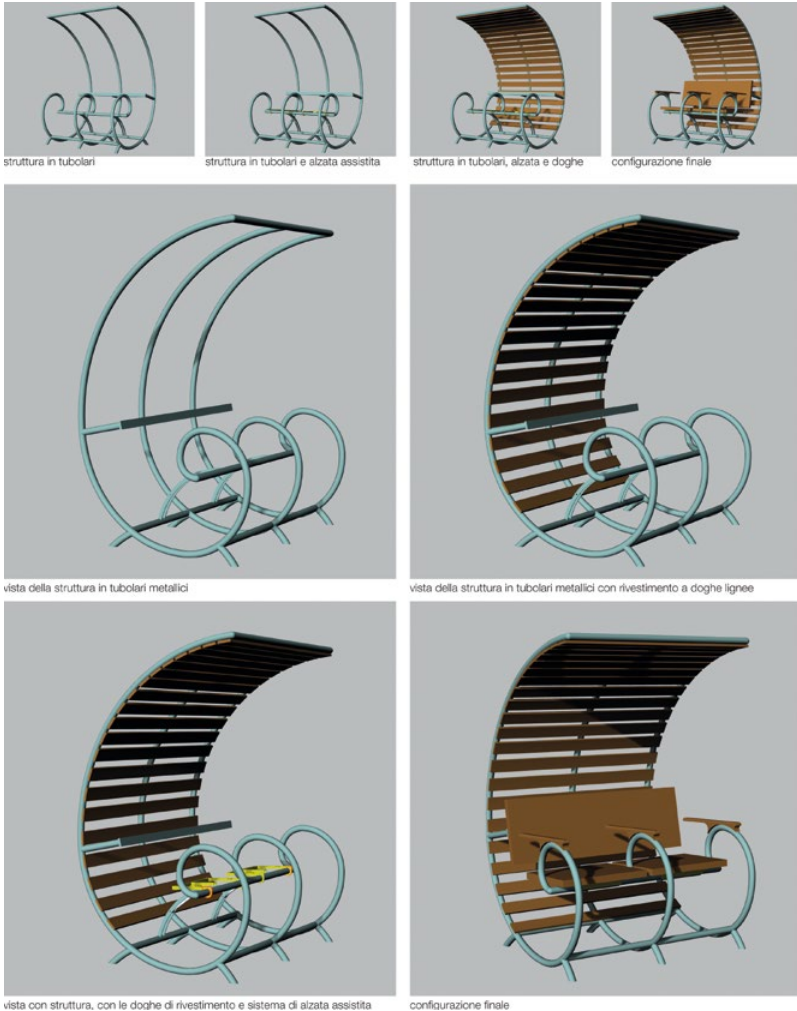 struttura in tubolari
struttura in tubolari e alzata assistita
struttura in tubolari, alzata e doghe
configurazione finale
vista della struttura in tubolari metallici
vista della struttura in tubolari metallici con rivestimento a doghe lignee
vista con struttura, con le doghe di rivestimento e sistema di alzata assistita
configurazione finale